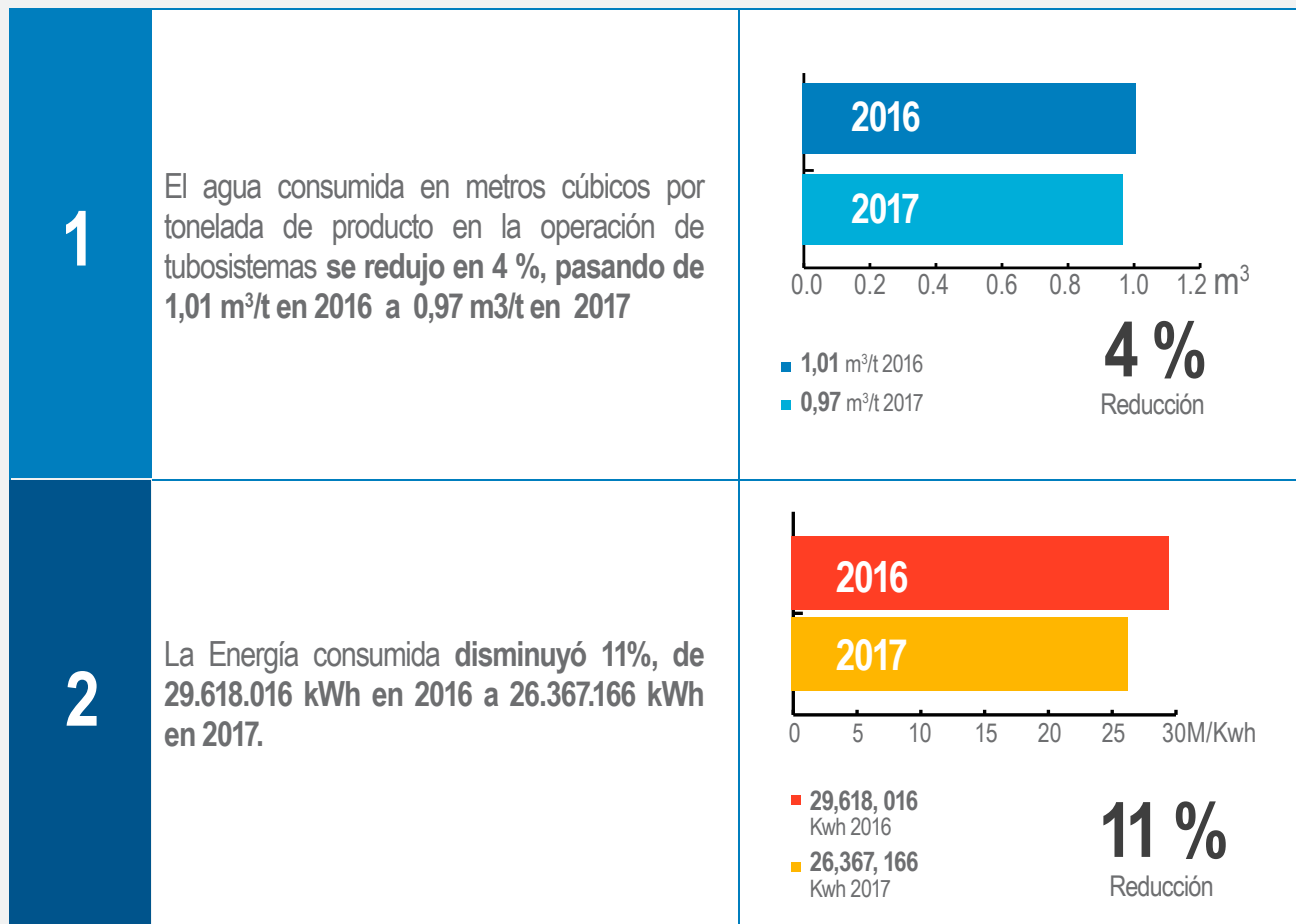 1
El agua consumida en metros cúbicos por
tonelada de producto en la operación de
tubosistemas se redujo en 4 %, pasando de
1,01 m³/t en 2016 a 0,97 m3/t en 2017
2016
2017
0.0 0.2 0.4 0.6 0.8 1.0 1.2 m³
1,01 m³/t 2016
0,97 m³/t 2017
4 %
Reducción
2
La Energía consumida disminuyó 11%, de
29.618.016 kWh en 2016 a 26.367.166 kWh
en 2017.
2016
2017
0 5 10 15 20 25 30M/Kwh
29,618, 016
Kwh 2016
26,367, 166
Kwh 2017
11 %
Reducción